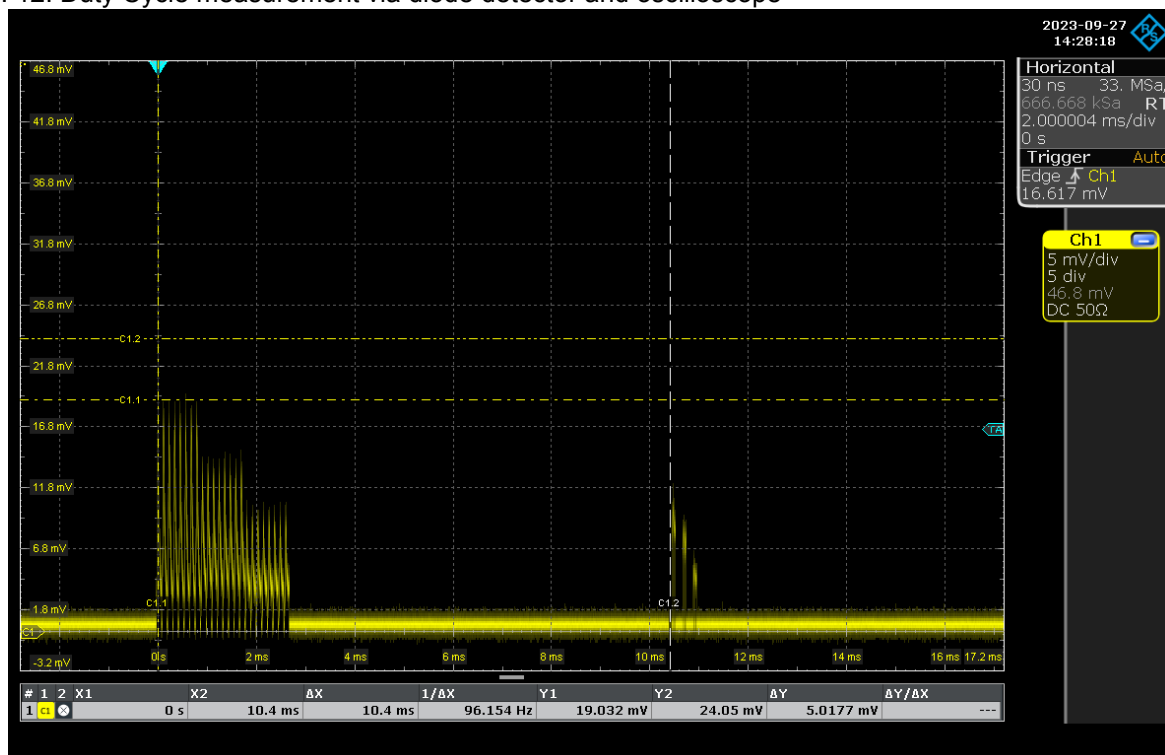 2023-09-27
14:28:18
Horizontal
30 ns 33. MSa/
666.668 kSa RT
2.000004 ms/div
0 s
Trigger Auto
Edge Ch1
16.617 mV
Ch1
5 mV/div
5 div
46.8 mV
DC 50Ω
46.8 mV
41.8 mV
36.8 mV
31.8 mV
26.8 mV
C1.2
21.8 mV
C1.1
16.8 mV
TA
11.8 mV
6.8 mV
1.8 mV
C1.1
C1.2
C1
-3.2 mV
0 s 2 ms 4 ms 6 ms 8 ms 10 ms 12 ms 14 ms 16 ms 17.2 ms
# 1 2 X1 X2 ΔX 1/ΔX Y1 Y2 ΔY ΔY/ΔX
1 C1 0 s 10.4 ms 10.4 ms 96.154 Hz 19.032 mV 24.05 mV 5.0177 mV ---